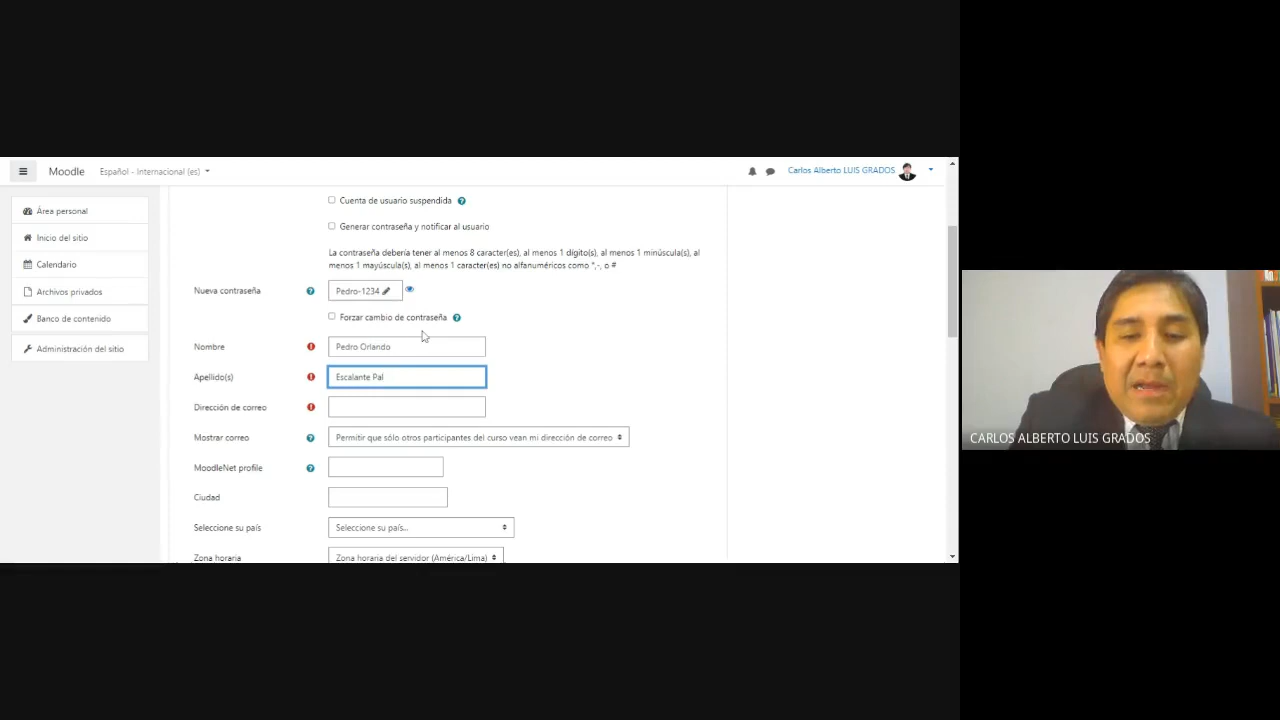 Moodle Español - Internacional (es) Carlos Alberto LUIS GRADOS
Área personal
Inicio del sitio
Calendario
Archivos privados
Banco de contenido
Administración del sitio
Cuenta de usuario suspendida
Generar contraseña y notificar al usuario
La contraseña debería tener al menos 8 caracter(es), al menos 1 dígito(s), al menos 1 minúscula(s), al
menos 1 mayúscula(s), al menos 1 caracter(es) no alfanuméricos como *,-, o #
Nueva contraseña Pedro-1234
Forzar cambio de contraseña
Nombre Pedro Orlando
Apellido(s) Escalante Pal
Dirección de correo
Mostrar correo Permitir que sólo otros participantes del curso vean mi dirección de correo
MoodleNet profile
Ciudad
Seleccione su país Seleccione su país...
Zona horaria Zona horaria del servidor (América/Lima)
CARLOS ALBERTO LUIS GRADOS